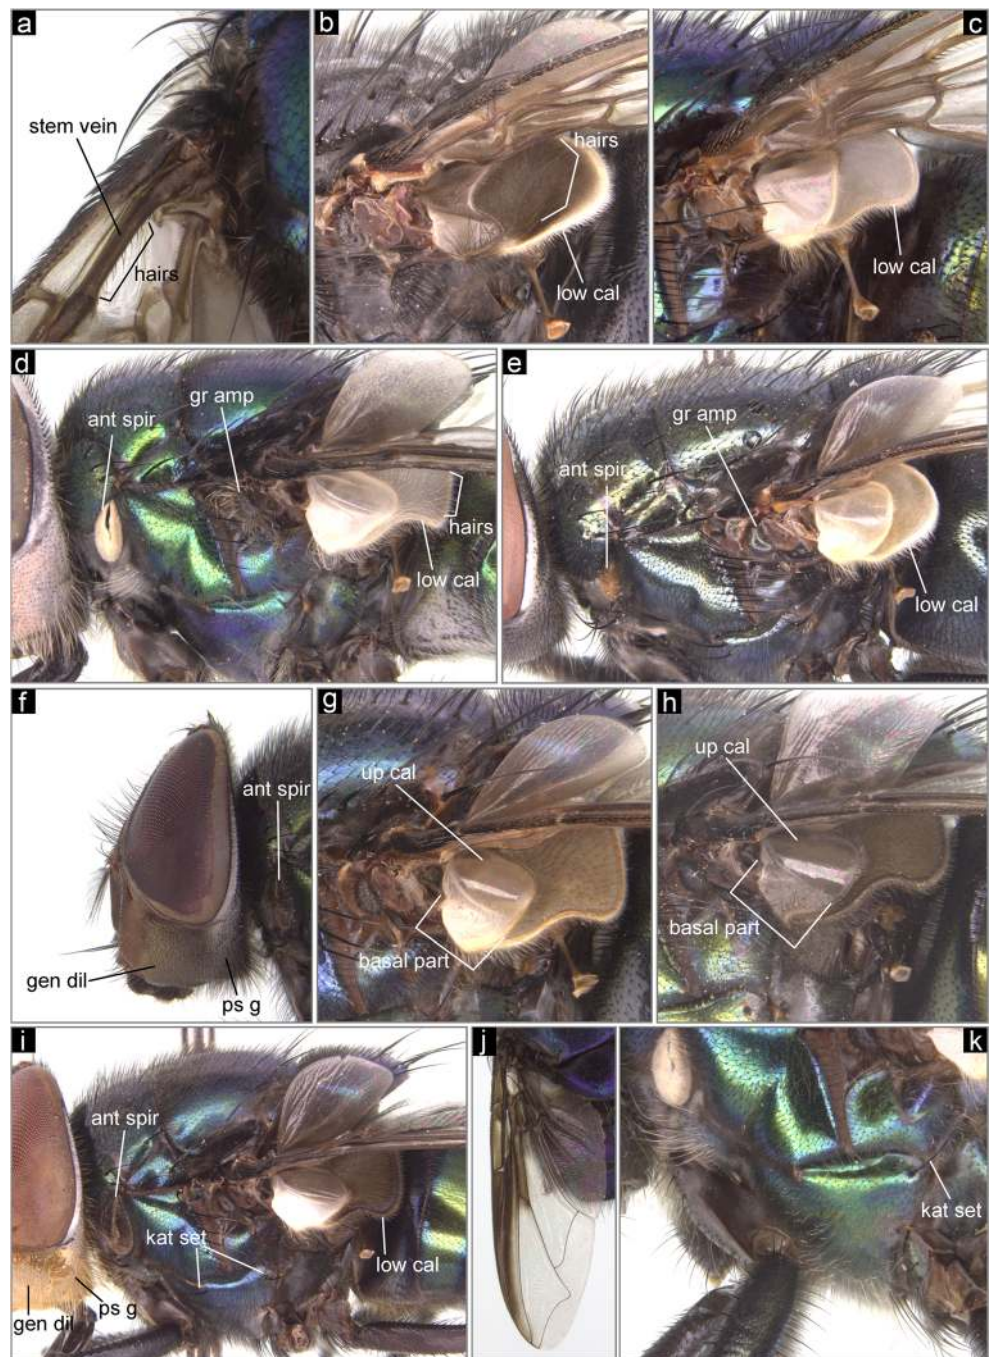 a
stem vein
hairs
b
hairs
low cal
c
low cal
d
ant spir
gr amp
hairs
low cal
e
gr amp
ant spir
low cal
f
ant spir
gen dil
ps g
g
up cal
basal part
h
up cal
basal part
i
ant spir
kat set
low cal
ps g
gen dil
j
k
kat set